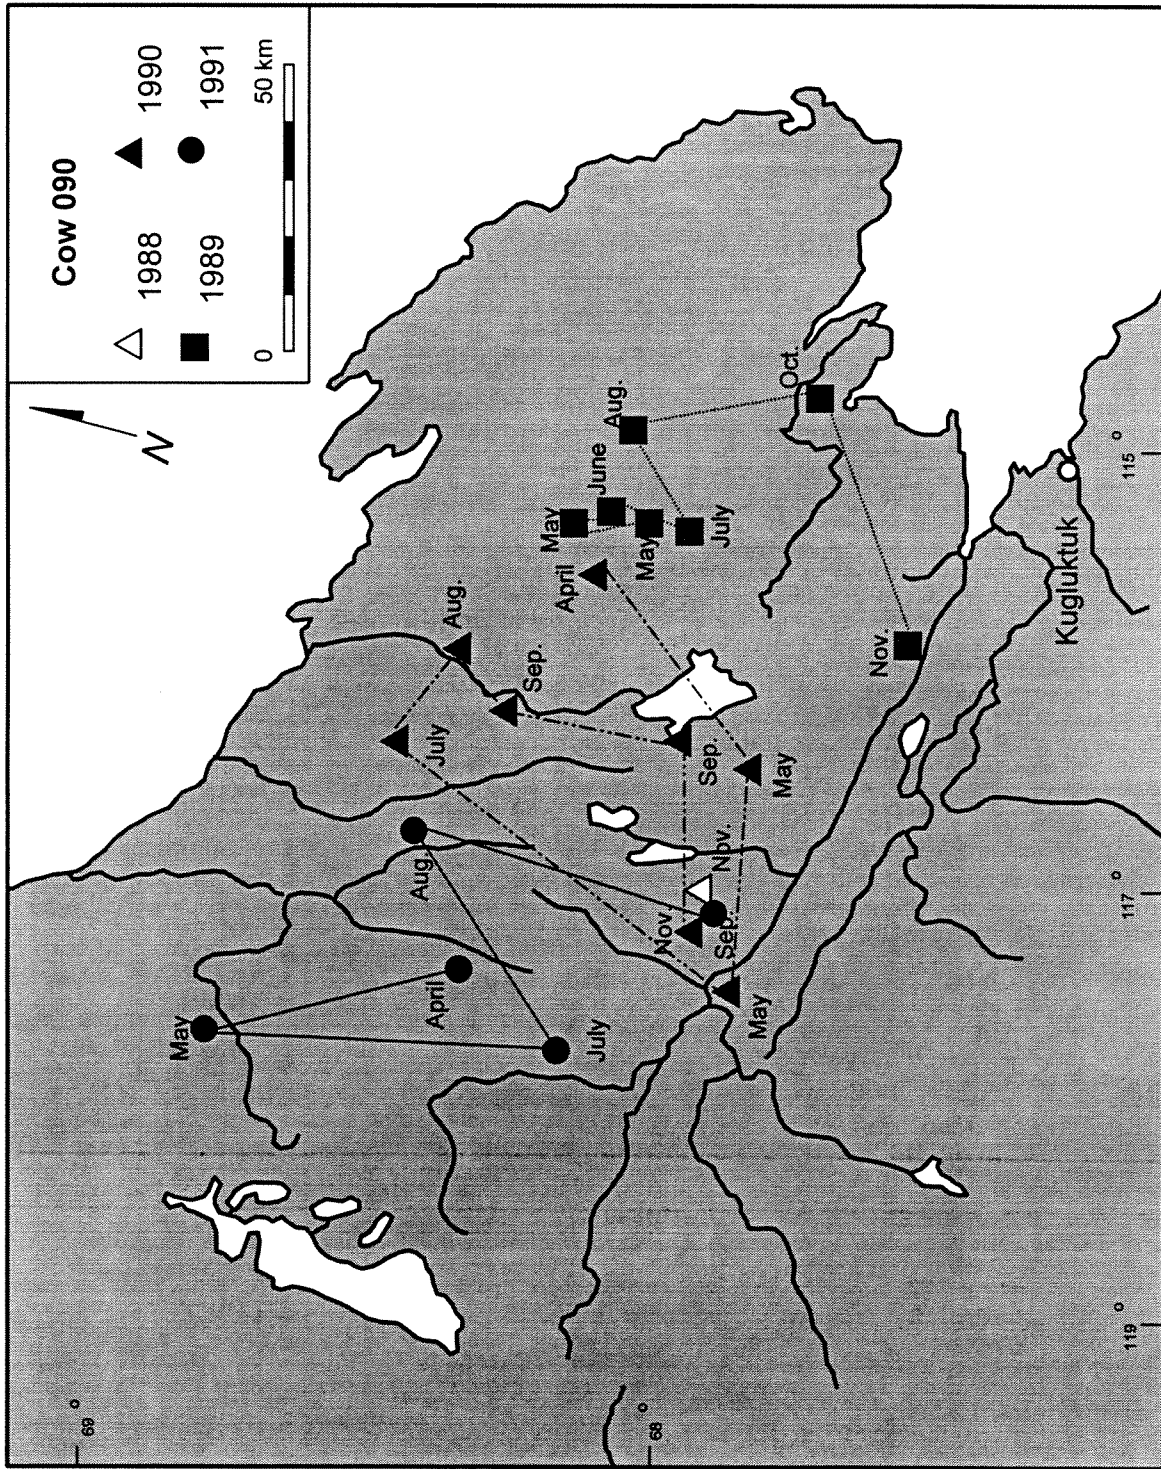 Cow 090
1988
1990
1989
1991
0
50 km
N
May
April
July
Aug.
Sep.
Nov.
Nov.
May
July
Aug.
Sep.
Sep.
May
April
May
June
May
July
Aug.
Oct.
Nov.
Kugluktuk
69°
68°
119°
117°
115°